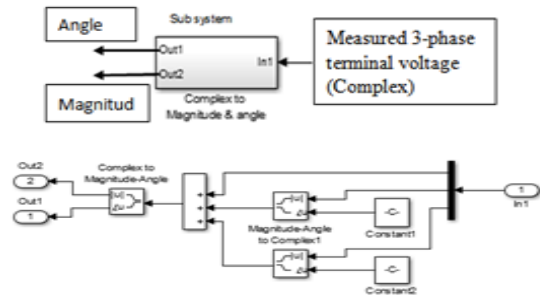 Angle
Sub system
Out1
Out2
In1
Measured 3-phase
terminal voltage
(Complex)
Magnitud
Complex to
Magnitude & angle
Out2
2
Out1
1
Complex to
Magnitude-Angle
|u|
∠u
+
+
+
|u|
∠u
Magnitude-Angle
to Complex1
-C-
Constant1
|u|
∠u
-C-
Constant2
1
In1